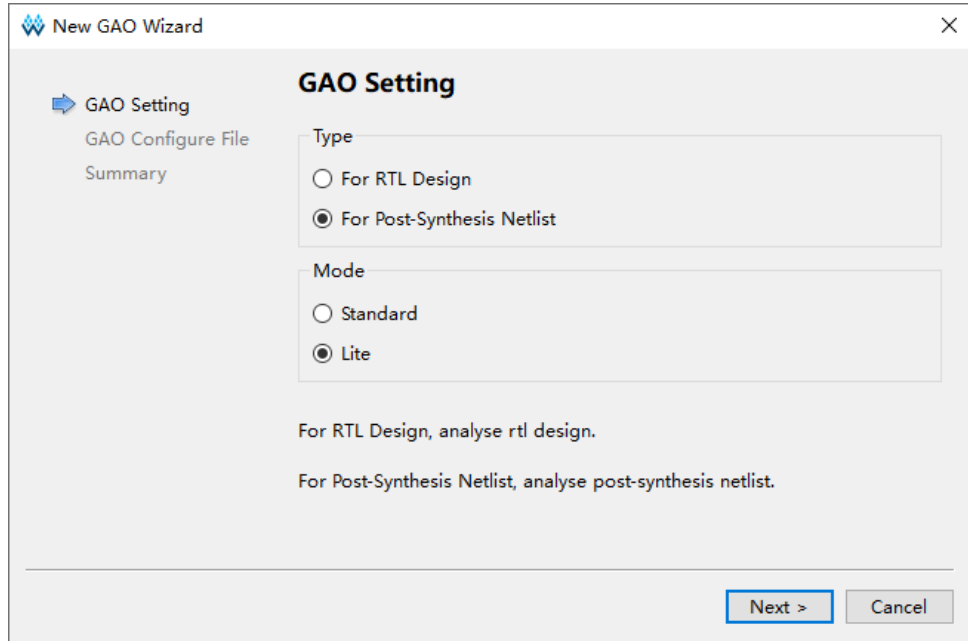 New GAO Wizard
GAO Setting
GAO Configure File
Summary
GAO Setting
Type
For RTL Design
For Post-Synthesis Netlist
Mode
Standard
Lite
For RTL Design, analyse rtl design.
For Post-Synthesis Netlist, analyse post-synthesis netlist.
Next >
Cancel